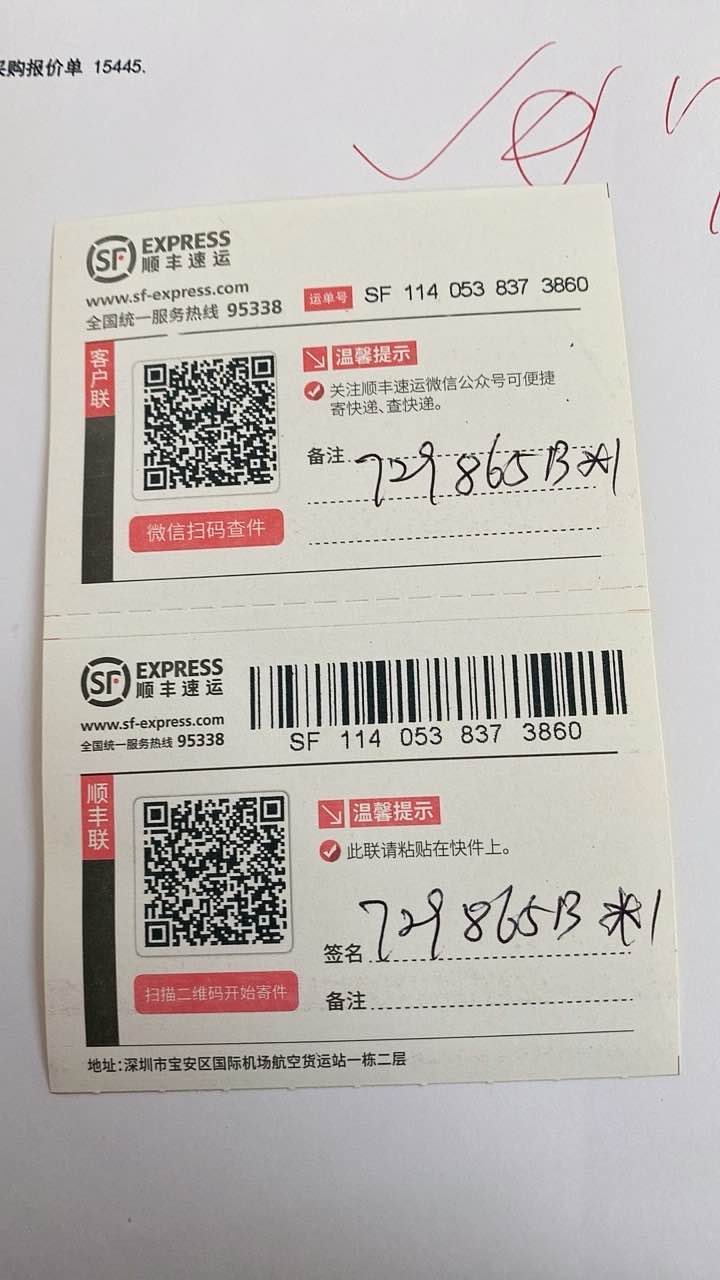 采购报价单 15445.
SF EXPRESS
顺丰速运
www.sf-express.com
全国统一服务热线 95338
运单号 SF 114 053 837 3860
客户联
温馨提示
关注顺丰速运微信公众号可便捷
寄快递、查快递。
备注 729865B*1
微信扫码查件
SF EXPRESS
顺丰速运
www.sf-express.com
全国统一服务热线 95338
SF 114 053 837 3860
顺丰联
温馨提示
此联请粘贴在快件上。
签名 729865B*1
扫描二维码开始寄件
备注
地址:深圳市宝安区国际机场航空货运站一栋二层